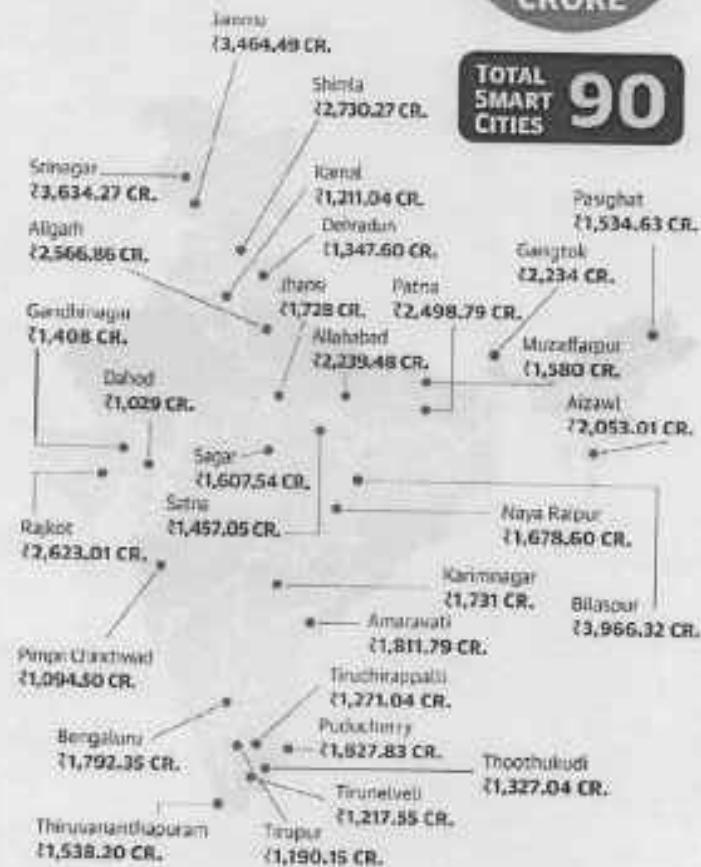 CRORE
TOTAL
SMART
CITIES
90
Jammu
₹3,464.49 CR.
Shimla
₹2,730.27 CR.
Srinagar
₹3,634.27 CR.
Karnal
₹1,211.04 CR.
Pasighat
₹1,534.63 CR.
Aligarh
₹2,566.86 CR.
Dehradun
₹1,347.60 CR.
Gangtok
₹2,234 CR.
Jhansi
₹1,728 CR.
Patna
₹2,498.79 CR.
Gandhinagar
₹1,408 CR.
Allahabad
₹2,239.48 CR.
Muzaffarpur
₹1,580 CR.
Dahod
₹1,029 CR.
Aizawl
₹2,053.01 CR.
Sagar
₹1,607.54 CR.
Satna
₹1,457.05 CR.
Rajkot
₹2,623.01 CR.
Naya Raipur
₹1,678.60 CR.
Karimnagar
₹1,731 CR.
Bilaspur
₹3,966.32 CR.
Amaravati
₹1,811.79 CR.
Pimpri Chinchwad
₹1,094.50 CR.
Tiruchirappalli
₹1,271.04 CR.
Puducherry
₹1,827.83 CR.
Bengaluru
₹1,792.35 CR.
Thoothukudi
₹1,327.04 CR.
Tirunelveli
₹1,217.55 CR.
Thiruvananthapuram
₹1,538.20 CR.
Tirupur
₹1,190.15 CR.